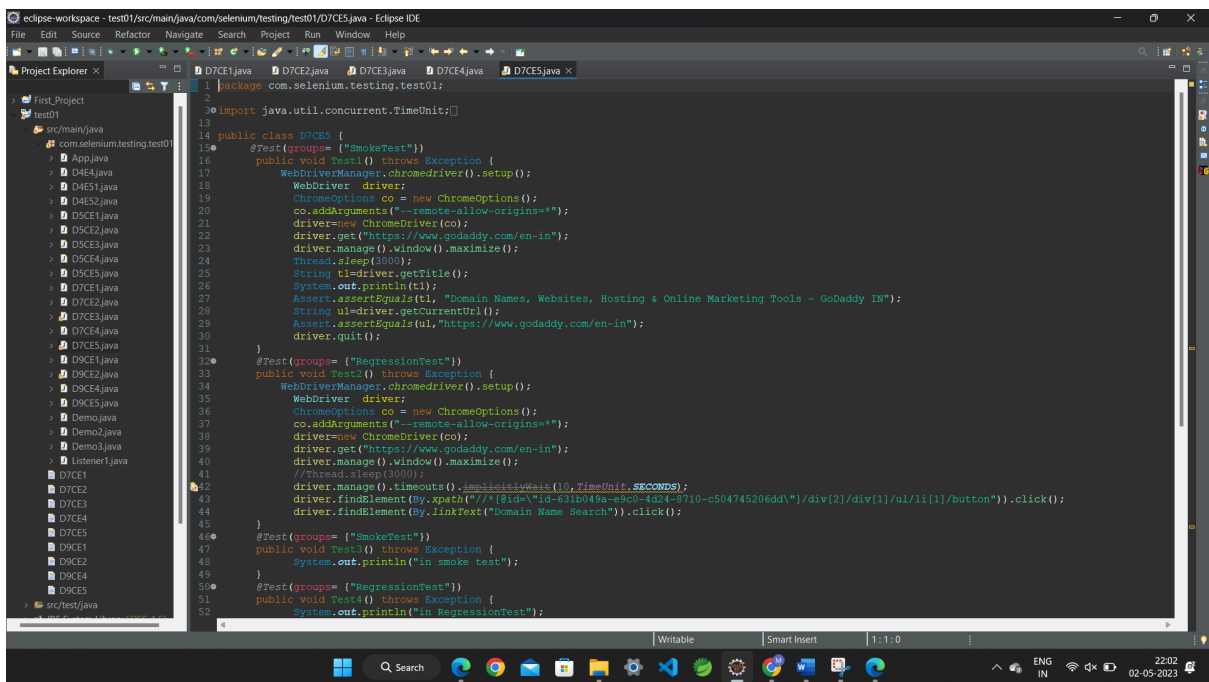 eclipse-workspace - test01/src/main/java/com/selenium/testing/test01/D7CE5.java - Eclipse IDE
File Edit Source Refactor Navigate Search Project Run Window Help
Project Explorer
First_Project
test01
src/main/java
com.selenium.testing.test01
App.java
D4E4.java
D4E51.java
D4E52.java
D5CE1.java
D5CE2.java
D5CE3.java
D5CE4.java
D5CE5.java
D7CE1.java
D7CE2.java
D7CE3.java
D7CE4.java
D7CE5.java
D9CE1.java
D9CE2.java
D9CE4.java
D9CE5.java
Demo.java
Demo2.java
Demo3.java
Listener1.java
D7CE1
D7CE2
D7CE3
D7CE4
D7CE5
D9CE1
D9CE2
D9CE4
D9CE5
src/test/java
D7CE1.java D7CE2.java D7CE3.java D7CE4.java D7CE5.java
1 package com.selenium.testing.test01;
2
3 import java.util.concurrent.TimeUnit;
13
14 public class D7CE5 {
15 @Test(groups= {"SmokeTest"})
16 public void Test1() throws Exception {
17 WebDriverManager.chromedriver().setup();
18 WebDriver driver;
19 ChromeOptions co = new ChromeOptions();
20 co.addArguments("--remote-allow-origins=*");
21 driver=new ChromeDriver(co);
22 driver.get("https://www.godaddy.com/en-in");
23 driver.manage().window().maximize();
24 Thread.sleep(3000);
25 String t1=driver.getTitle();
26 System.out.println(t1);
27 Assert.assertEquals(t1, "Domain Names, Websites, Hosting & Online Marketing Tools - GoDaddy IN");
28 String u1=driver.getCurrentUrl();
29 Assert.assertEquals(u1,"https://www.godaddy.com/en-in");
30 driver.quit();
31 }
32 @Test(groups= {"RegressionTest"})
33 public void Test2() throws Exception {
34 WebDriverManager.chromedriver().setup();
35 WebDriver driver;
36 ChromeOptions co = new ChromeOptions();
37 co.addArguments("--remote-allow-origins=*");
38 driver=new ChromeDriver(co);
39 driver.get("https://www.godaddy.com/en-in");
40 driver.manage().window().maximize();
41 //Thread.sleep(3000);
42 driver.manage().timeouts().implicitlyWait(10,TimeUnit.SECONDS);
43 driver.findElement(By.xpath("//*[@id=\"id-631b049a-e9c0-4d24-8710-c504745206dd\"]/div[2]/div[1]/ul/li[1]/button")).click();
44 driver.findElement(By.linkText("Domain Name Search")).click();
45 }
46 @Test(groups= {"SmokeTest"})
47 public void Test3() throws Exception {
48 System.out.println("in smoke test");
49 }
50 @Test(groups= {"RegressionTest"})
51 public void Test4() throws Exception {
52 System.out.println("in RegressionTest");
Writable Smart Insert 1:1:0
Search
ENG
IN
22:02
02-05-2023